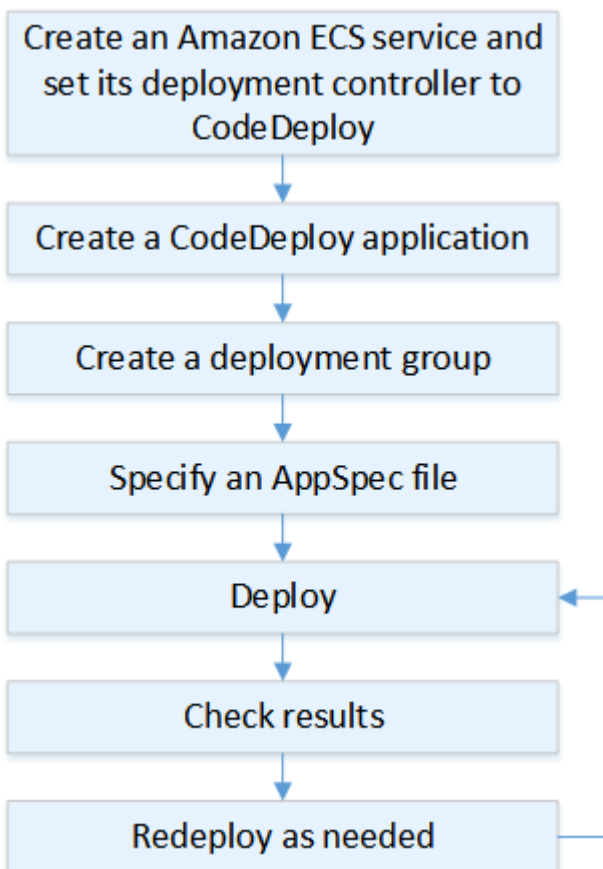 Create an Amazon ECS service and
set its deployment controller to
CodeDeploy
Create a CodeDeploy application
Create a deployment group
Specify an AppSpec file
Deploy
Check results
Redeploy as needed